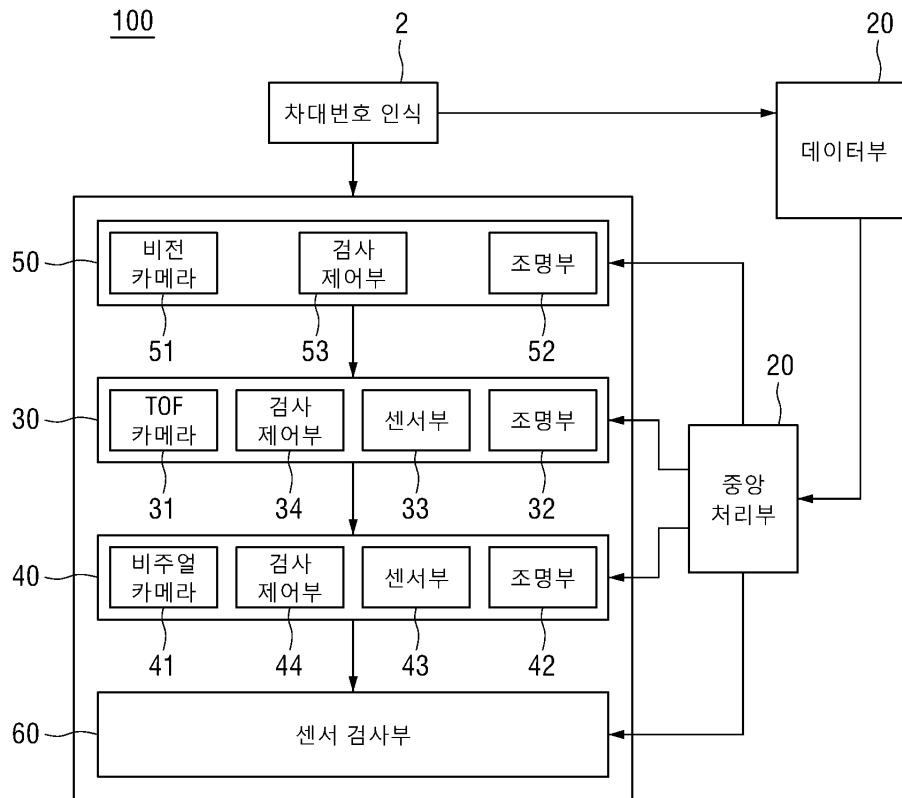 100
2
20
차대번호 인식
데이터부
50
비전
카메라
검사
제어부
조명부
51
53
52
20
30
TOF
카메라
검사
제어부
센서부
조명부
중앙
처리부
31
34
33
32
40
비주얼
카메라
검사
제어부
센서부
조명부
41
44
43
42
60
센서 검사부